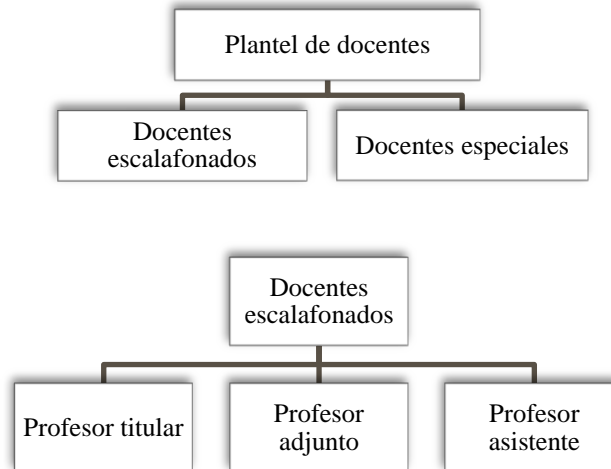 Plantel de docentes
Docentes
escalafonados
Docentes especiales
Docentes
escalafonados
Profesor titular
Profesor
adjunto
Profesor
asistente